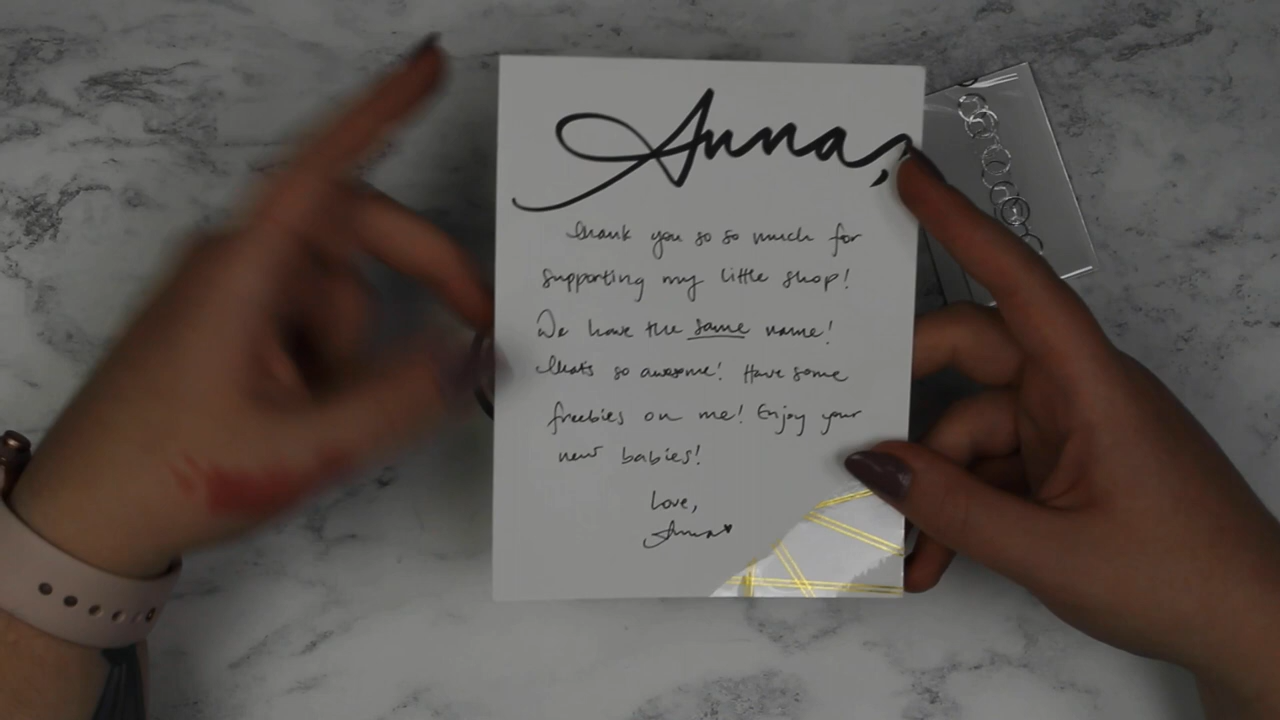 Anna,
thank you so so much for
supporting my little shop!
We have the same name!
thats so awesome! Have some
freebies on me! Enjoy your
new babies!
Love,
Anna♥